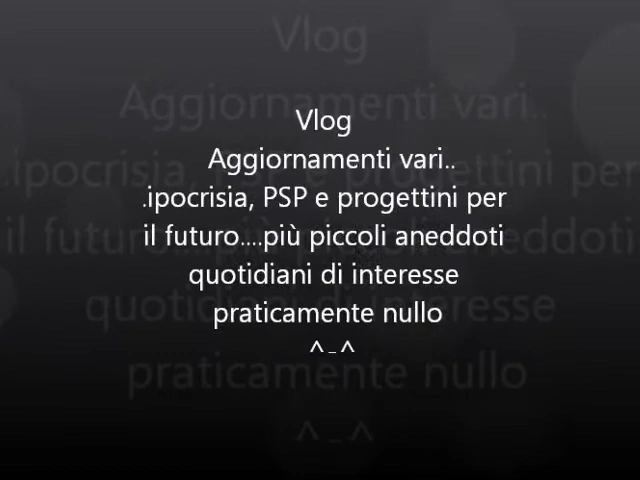 Vlog
Aggiornamenti vari..
.ipocrisia, PSP e progettini per
il futuro....più piccoli aneddoti
quotidiani di interesse
praticamente nullo
^-^